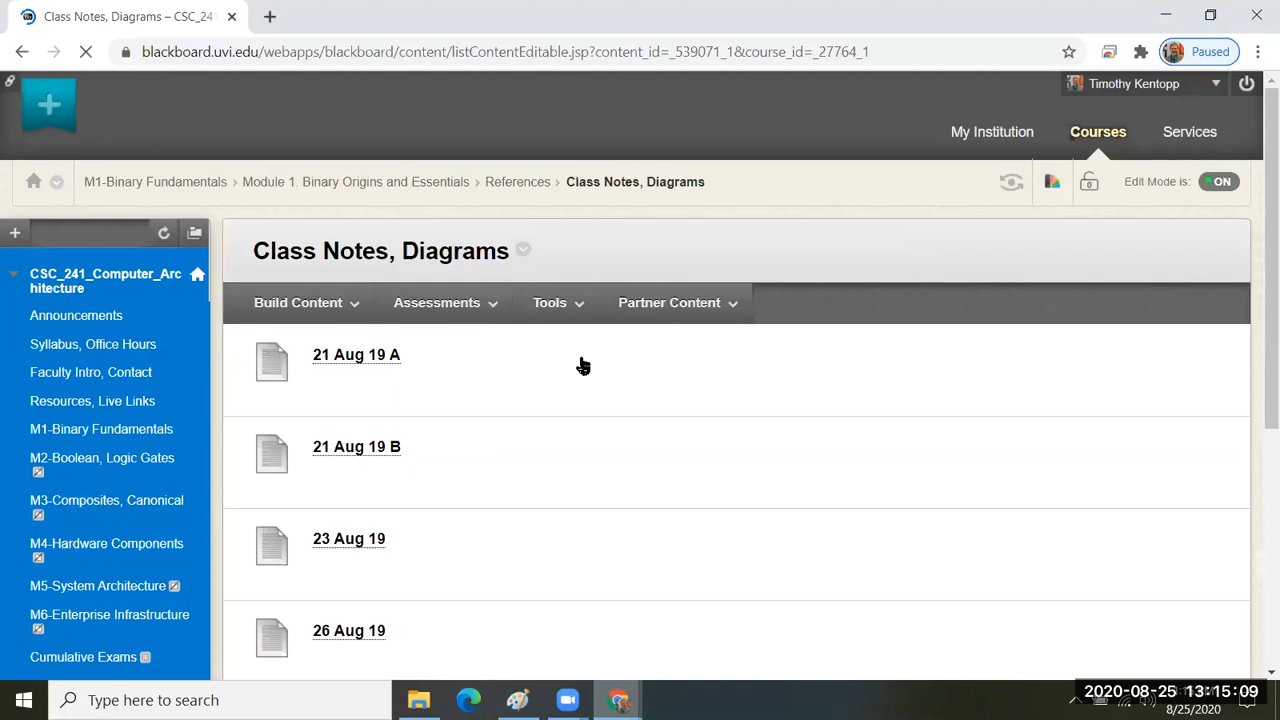 Class Notes, Diagrams – CSC_241
blackboard.uvi.edu/webapps/blackboard/content/listContentEditable.jsp?content_id=_539071_1&course_id=_27764_1
Paused
Timothy Kentopp
My Institution
Courses
Services
M1-Binary Fundamentals
Module 1. Binary Origins and Essentials
References
Class Notes, Diagrams
Edit Mode is:
ON
CSC_241_Computer_Arc
hitecture
Announcements
Syllabus, Office Hours
Faculty Intro, Contact
Resources, Live Links
M1-Binary Fundamentals
M2-Boolean, Logic Gates
M3-Composites, Canonical
M4-Hardware Components
M5-System Architecture
M6-Enterprise Infrastructure
Cumulative Exams
Class Notes, Diagrams
Build Content
Assessments
Tools
Partner Content
21 Aug 19 A
21 Aug 19 B
23 Aug 19
26 Aug 19
Type here to search
2020-08-25 13:15:09
8/25/2020